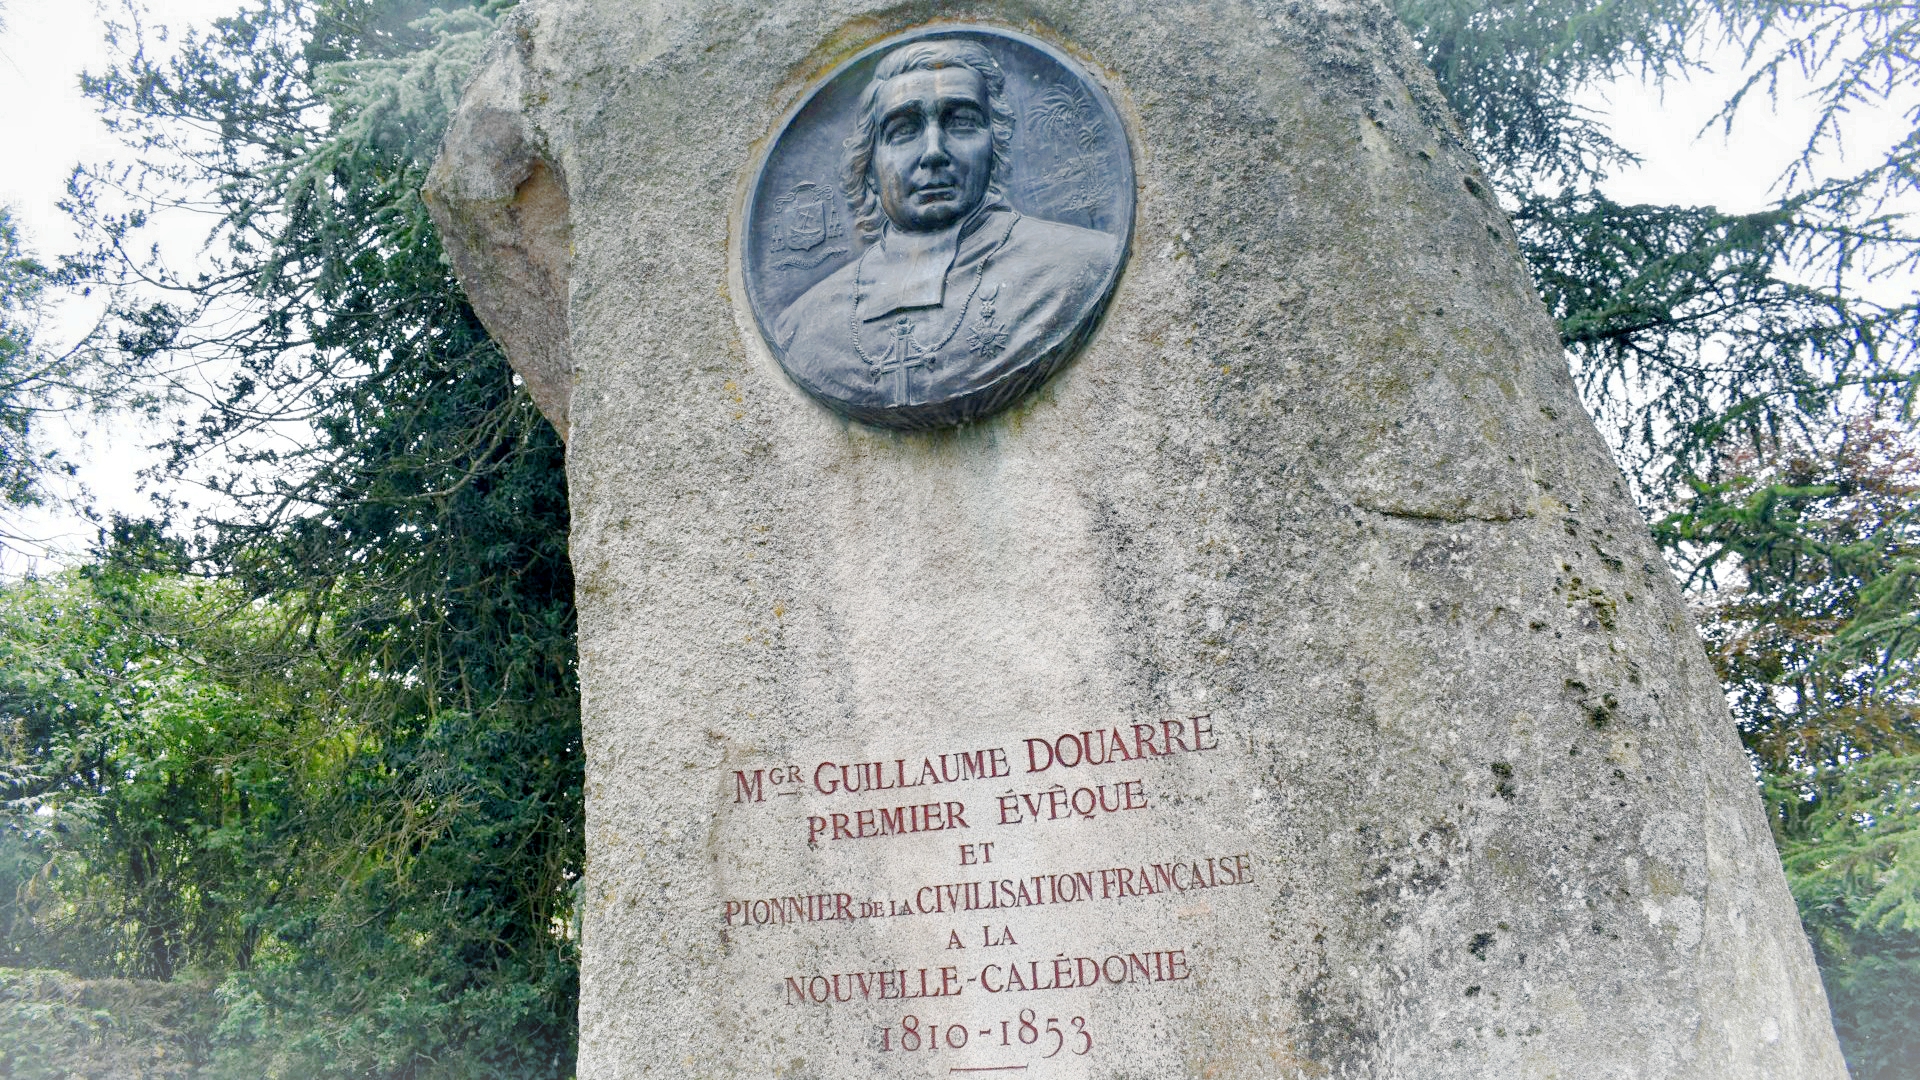 MGR GUILLAUME DOUARRE
PREMIER ÉVÊQUE
ET
PIONNIER DE LA CIVILISATION FRANÇAISE
A LA
NOUVELLE-CALÉDONIE
1810-1853